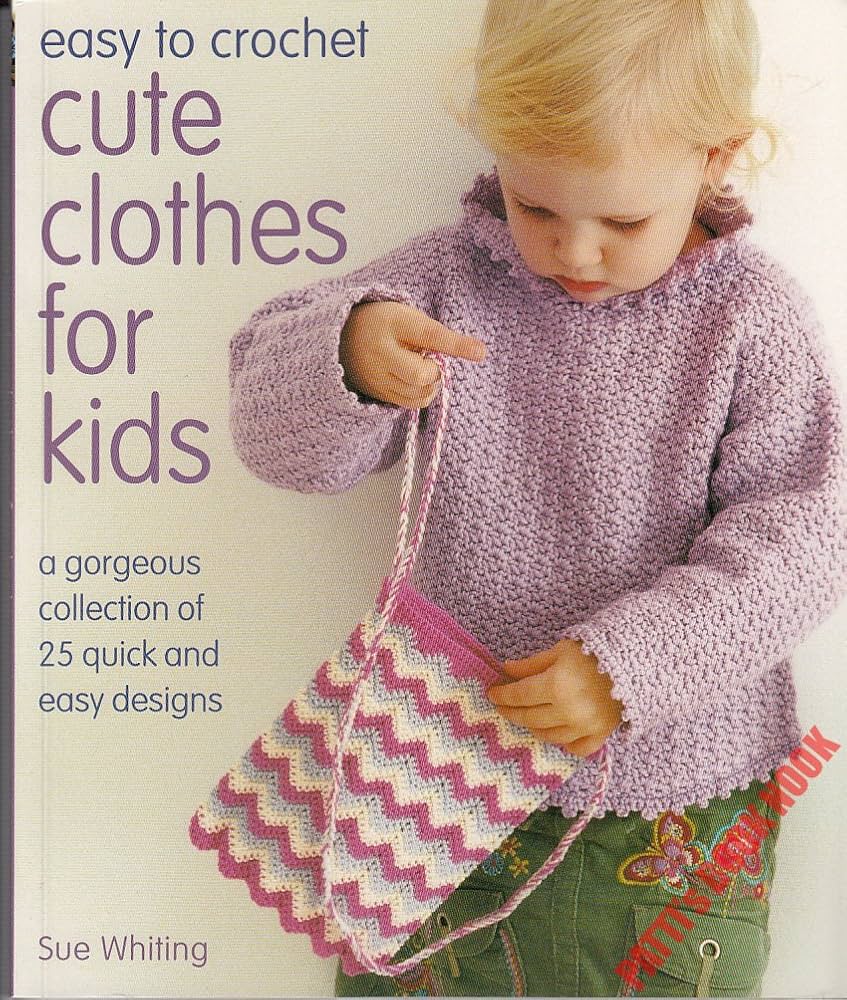 easy to crochet
cute
clothes
for
kids
a gorgeous
collection of
25 quick and
easy designs
Sue Whiting
PATTI'S BOOK NOOK